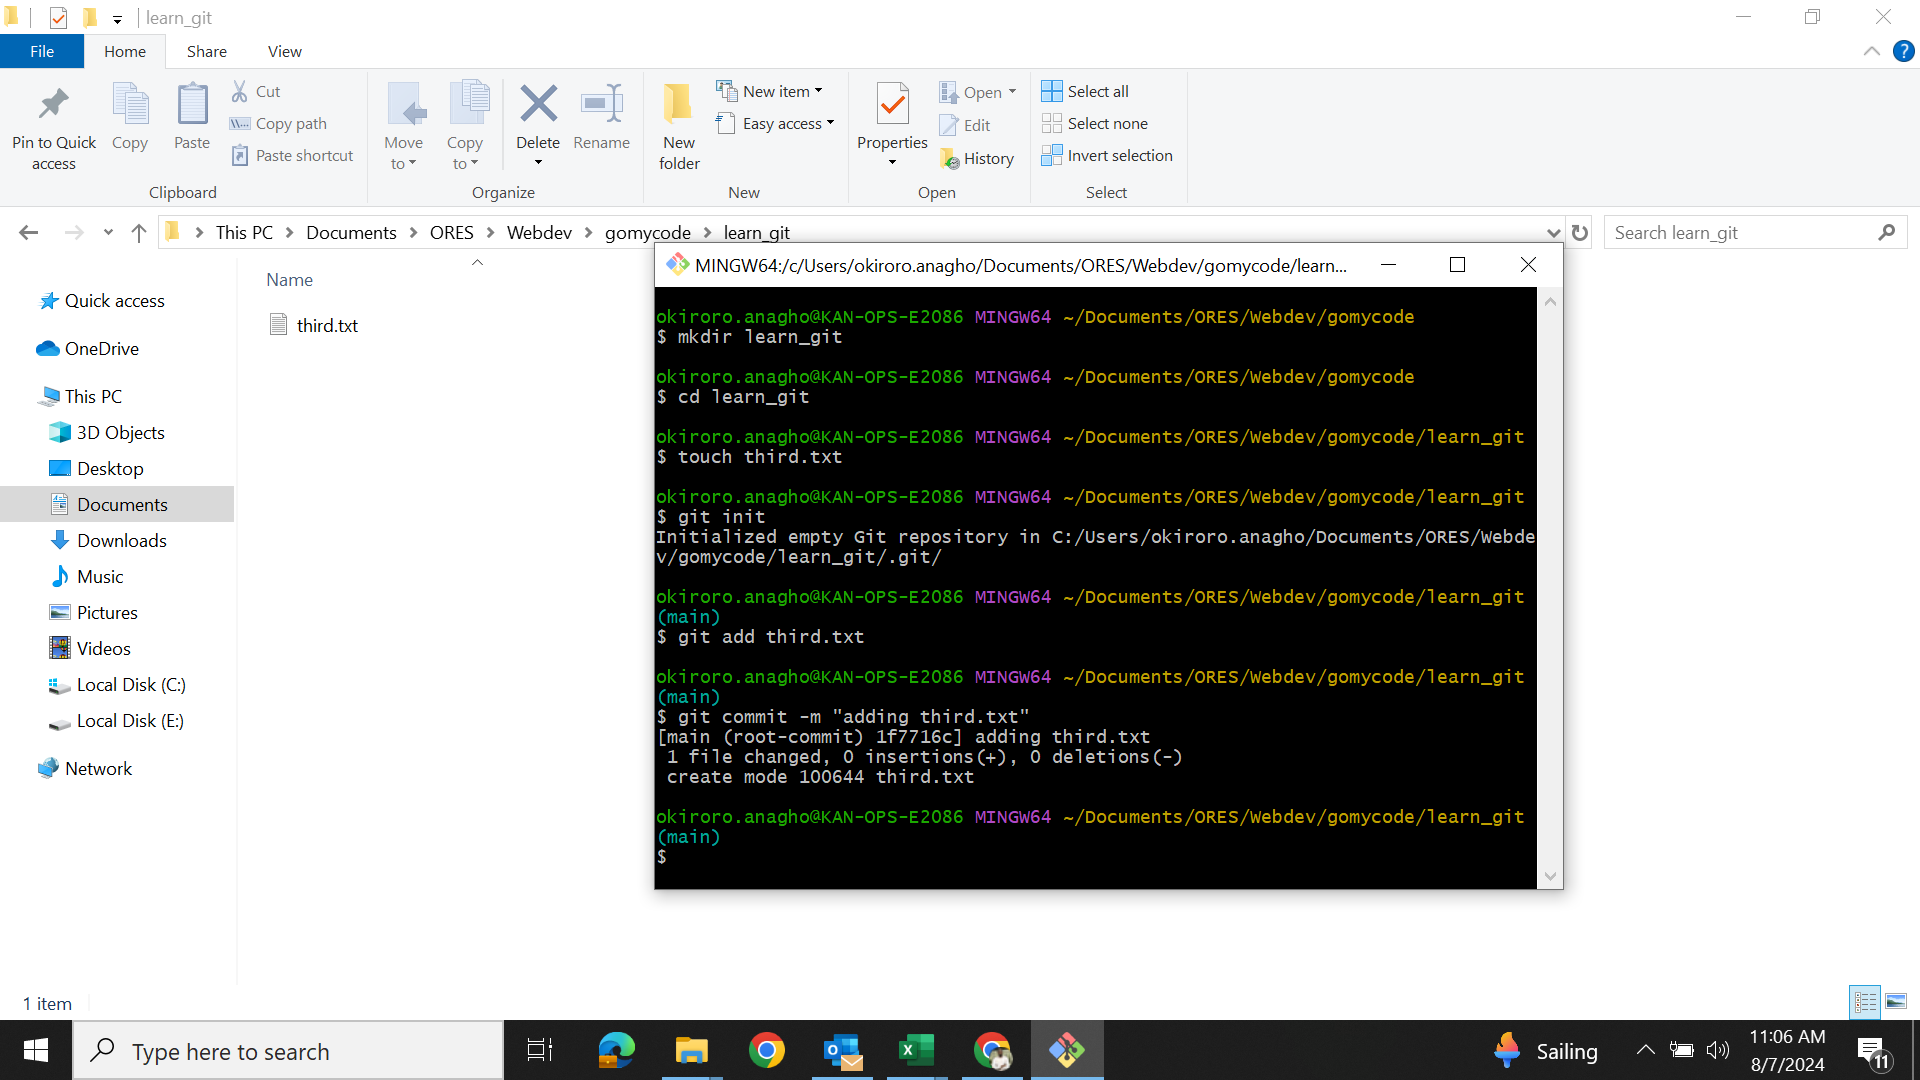 learn_git
File
Home
Share
View
Pin to Quick access
Copy
Paste
Cut
Copy path
Paste shortcut
Clipboard
Move to
Copy to
Delete
Rename
Organize
New folder
New item
Easy access
New
Properties
Open
Edit
History
Open
Select all
Select none
Invert selection
Select
This PC > Documents > ORES > Webdev > gomycode > learn_git
Search learn_git
Name
third.txt
Quick access
OneDrive
This PC
3D Objects
Desktop
Documents
Downloads
Music
Pictures
Videos
Local Disk (C:)
Local Disk (E:)
Network
MINGW64:/c/Users/okiroro.anagho/Documents/ORES/Webdev/gomycode/learn...
okiroro.anagho@KAN-OPS-E2086 MINGW64 ~/Documents/ORES/Webdev/gomycode
$ mkdir learn_git
okiroro.anagho@KAN-OPS-E2086 MINGW64 ~/Documents/ORES/Webdev/gomycode
$ cd learn_git
okiroro.anagho@KAN-OPS-E2086 MINGW64 ~/Documents/ORES/Webdev/gomycode/learn_git
$ touch third.txt
okiroro.anagho@KAN-OPS-E2086 MINGW64 ~/Documents/ORES/Webdev/gomycode/learn_git
$ git init
Initialized empty Git repository in C:/Users/okiroro.anagho/Documents/ORES/Webde
v/gomycode/learn_git/.git/
okiroro.anagho@KAN-OPS-E2086 MINGW64 ~/Documents/ORES/Webdev/gomycode/learn_git
(main)
$ git add third.txt
okiroro.anagho@KAN-OPS-E2086 MINGW64 ~/Documents/ORES/Webdev/gomycode/learn_git
(main)
$ git commit -m "adding third.txt"
[main (root-commit) 1f7716c] adding third.txt
1 file changed, 0 insertions(+), 0 deletions(-)
create mode 100644 third.txt
okiroro.anagho@KAN-OPS-E2086 MINGW64 ~/Documents/ORES/Webdev/gomycode/learn_git
(main)
$
1 item
Type here to search
Sailing
11:06 AM
8/7/2024
11